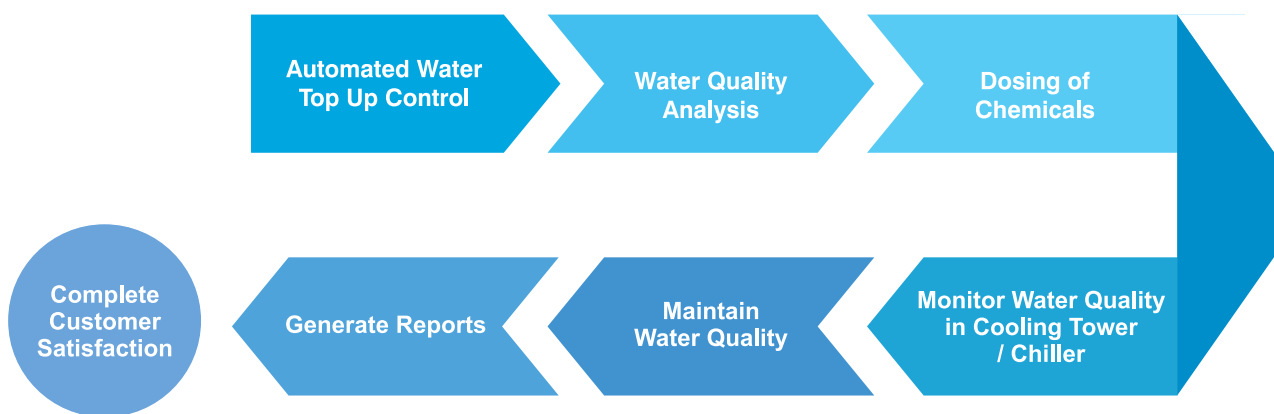 Automated Water
Top Up Control
Water Quality
Analysis
Dosing of
Chemicals
Monitor Water Quality
in Cooling Tower
/ Chiller
Maintain
Water Quality
Generate Reports
Complete
Customer
Satisfaction